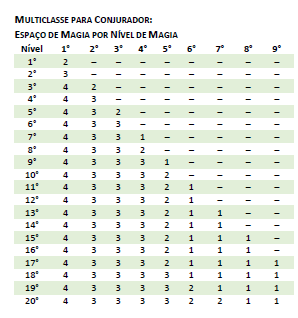 MULTICLASSE PARA CONJURADOR:
ESPAÇO DE MAGIA POR NÍVEL DE MAGIA
Nível 1° 2° 3° 4° 5° 6° 7° 8° 9°
1° 2 – – – – – – – –
2° 3 – – – – – – – –
3° 4 2 – – – – – – –
4° 4 3 – – – – – – –
5° 4 3 2 – – – – – –
6° 4 3 3 – – – – – –
7° 4 3 3 1 – – – – –
8° 4 3 3 2 – – – – –
9° 4 3 3 3 1 – – – –
10° 4 3 3 3 2 – – – –
11° 4 3 3 3 2 1 – – –
12° 4 3 3 3 2 1 – – –
13° 4 3 3 3 2 1 1 – –
14° 4 3 3 3 2 1 1 – –
15° 4 3 3 3 2 1 1 1 –
16° 4 3 3 3 2 1 1 1 –
17° 4 3 3 3 2 1 1 1 1
18° 4 3 3 3 3 1 1 1 1
19° 4 3 3 3 3 2 1 1 1
20° 4 3 3 3 3 2 2 1 1